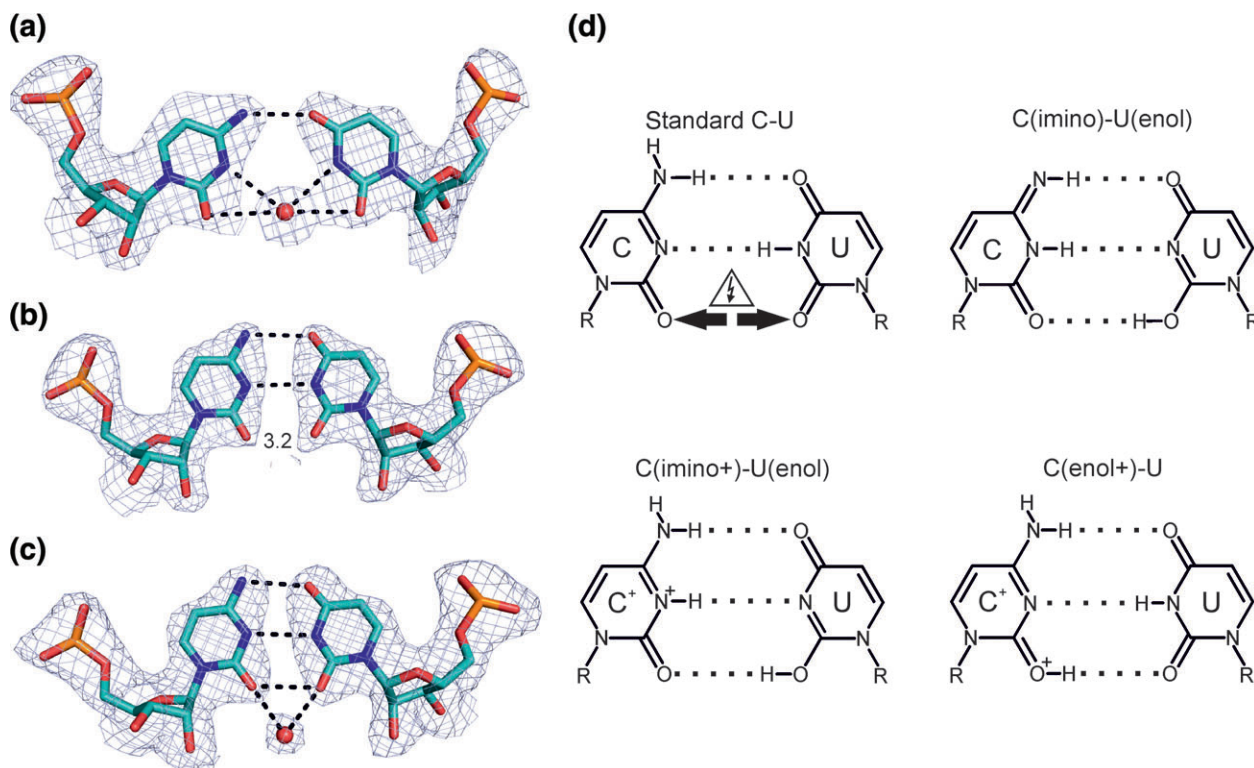 (a)
(b)
3.2
(c)
(d)
Standard C-U
H
N H O
C N H N U
N N
R O O R
C(imino)-U(enol)
N H O
C N H N U
N N
R O H O R
C(imino+)-U(enol)
H
N H O
C+ N+ H N U
N N
R O H O R
C(enol+)-U
H
N H O
C+ N H N U
N N
R O+ H O R